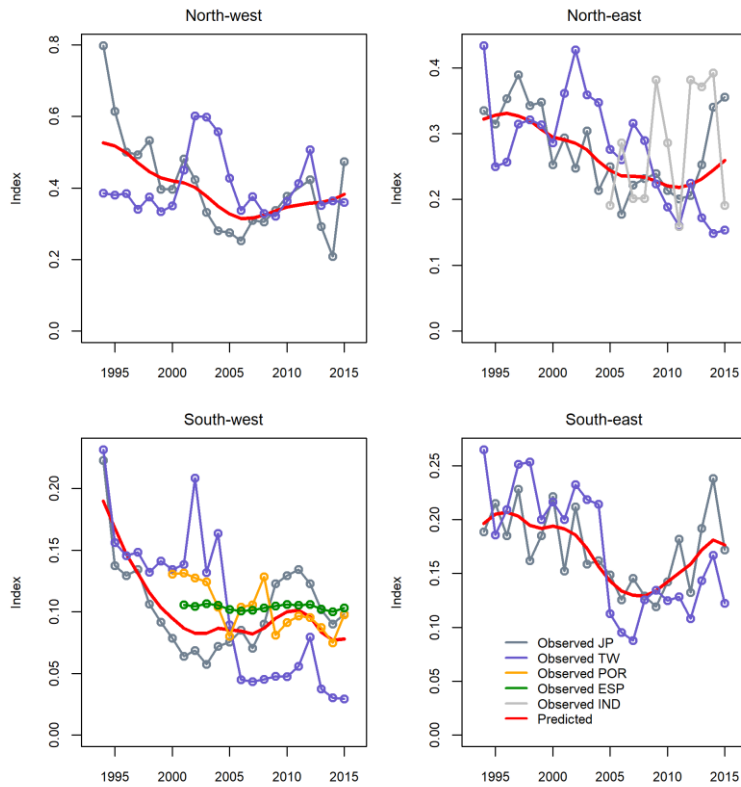 North-west
Index
0.0 0.2 0.4 0.6 0.8
1995 2000 2005 2010 2015
North-east
Index
0.0 0.1 0.2 0.3 0.4
1995 2000 2005 2010 2015
South-west
Index
0.00 0.05 0.10 0.15 0.20
1995 2000 2005 2010 2015
South-east
Index
0.00 0.05 0.10 0.15 0.20 0.25
Observed JP
Observed TW
Observed POR
Observed ESP
Observed IND
Predicted
1995 2000 2005 2010 2015